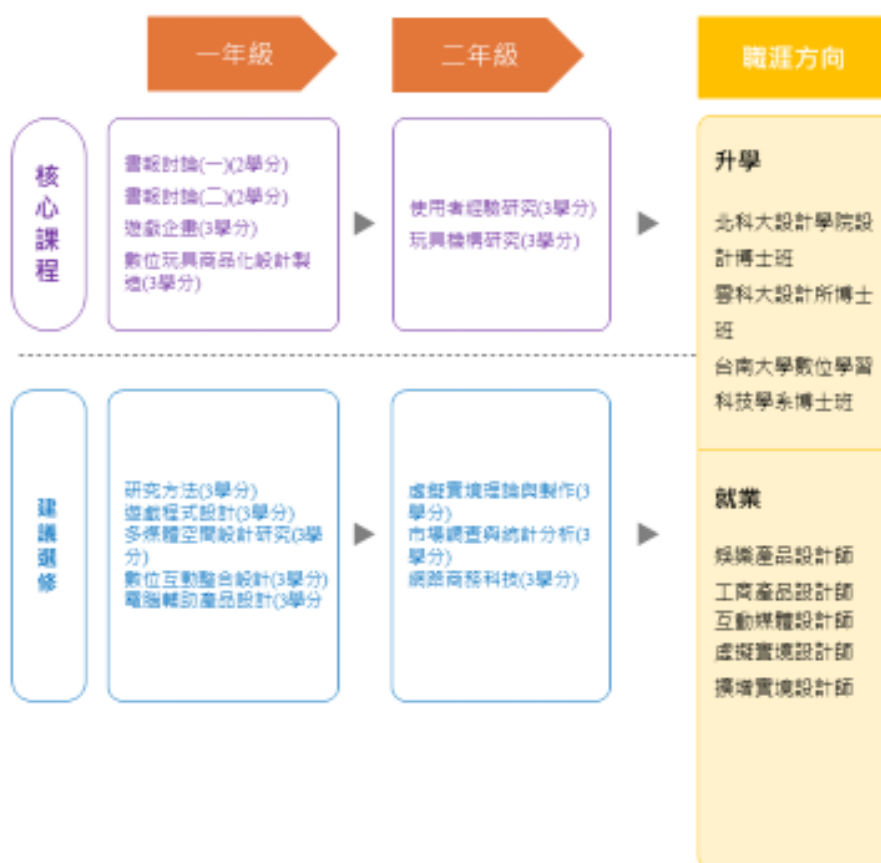 一年級
二年級
職涯方向
核
心
課
程
書報討論(一)(2學分)
書報討論(二)(2學分)
遊戲企畫(3學分)
數位玩具商品化設計製
造(3學分)
使用者經驗研究(3學分)
玩具機構研究(3學分)
升學
北科大設計學院設
計博士班
雲科大設計所博士
班
台南大學數位學習
科技學系博士班
建
議
選
修
研究方法(3學分)
遊戲程式設計(3學分)
多媒體空間設計研究(3學
分)
數位互動整合設計(3學分)
電腦輔助產品設計(3學分
虛擬實境理論與製作(3
學分)
市場調查與統計分析(3
學分)
網路商務科技(3學分)
就業
娛樂產品設計師
工商產品設計師
互動媒體設計師
虛擬實境設計師
擴增實境設計師